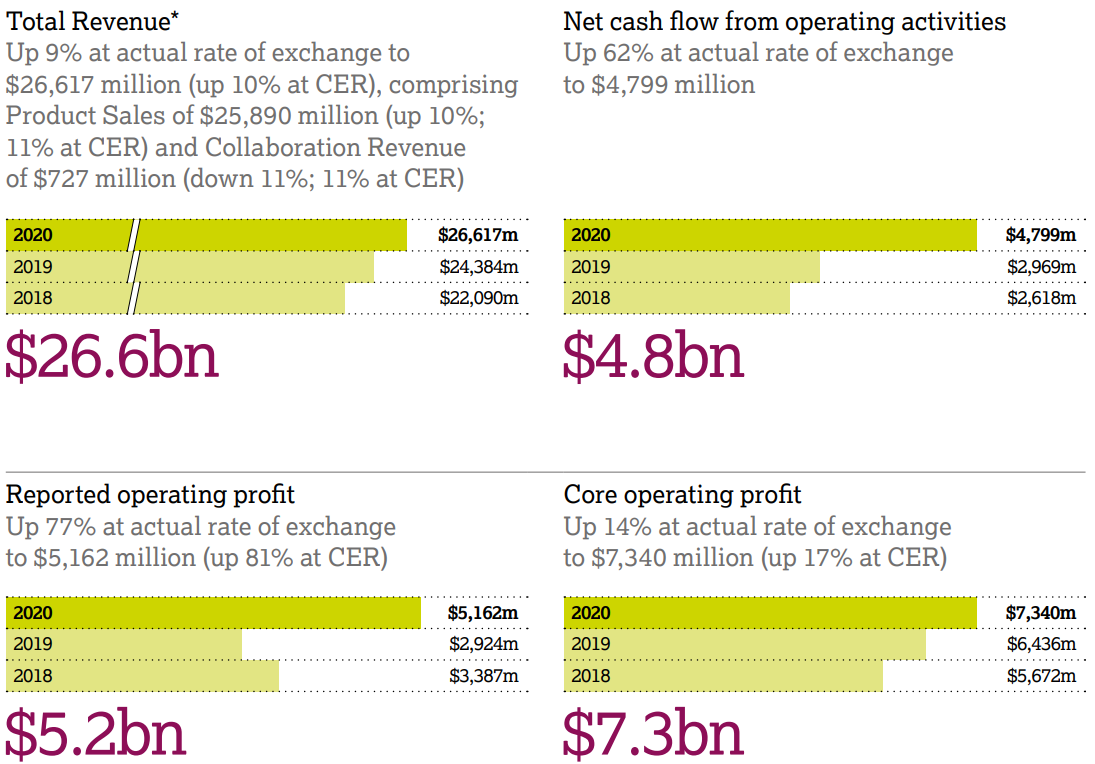 Total Revenue*
Up 9% at actual rate of exchange to
$26,617 million (up 10% at CER), comprising
Product Sales of $25,890 million (up 10%;
11% at CER) and Collaboration Revenue
of $727 million (down 11%; 11% at CER)
2020 $26,617m
2019 $24,384m
2018 $22,090m
$26.6bn
Net cash flow from operating activities
Up 62% at actual rate of exchange
to $4,799 million
2020 $4,799m
2019 $2,969m
2018 $2,618m
$4.8bn
Reported operating profit
Up 77% at actual rate of exchange
to $5,162 million (up 81% at CER)
2020 $5,162m
2019 $2,924m
2018 $3,387m
$5.2bn
Core operating profit
Up 14% at actual rate of exchange
to $7,340 million (up 17% at CER)
2020 $7,340m
2019 $6,436m
2018 $5,672m
$7.3bn